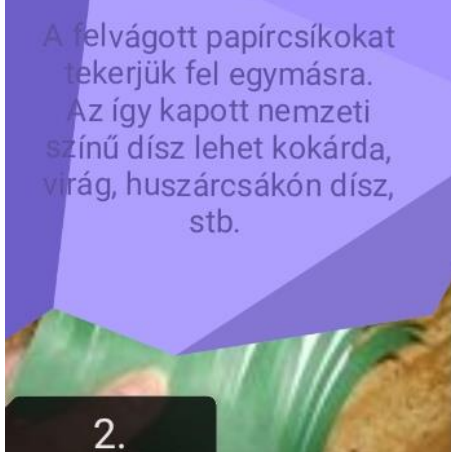 A felvágott papírcsíkokat
tekerjük fel egymásra.
Az így kapott nemzeti
színű dísz lehet kokárda,
virág, huszárcsákón dísz,
stb.
2.